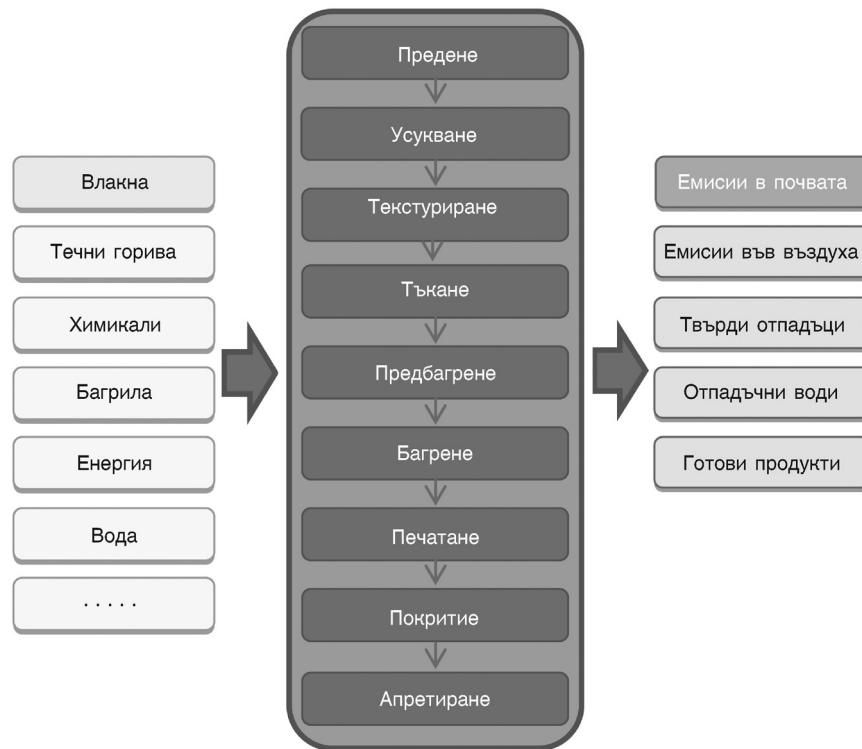 Влакна
Течни горива
Химикали
Багрила
Енергия
Вода
.....
Предене
Усукване
Текстуриране
Тъкане
Предбагрене
Багрене
Печатане
Покритие
Апретиране
Емисии в почвата
Емисии във въздуха
Твърди отпадъци
Отпадъчни води
Готови продукти